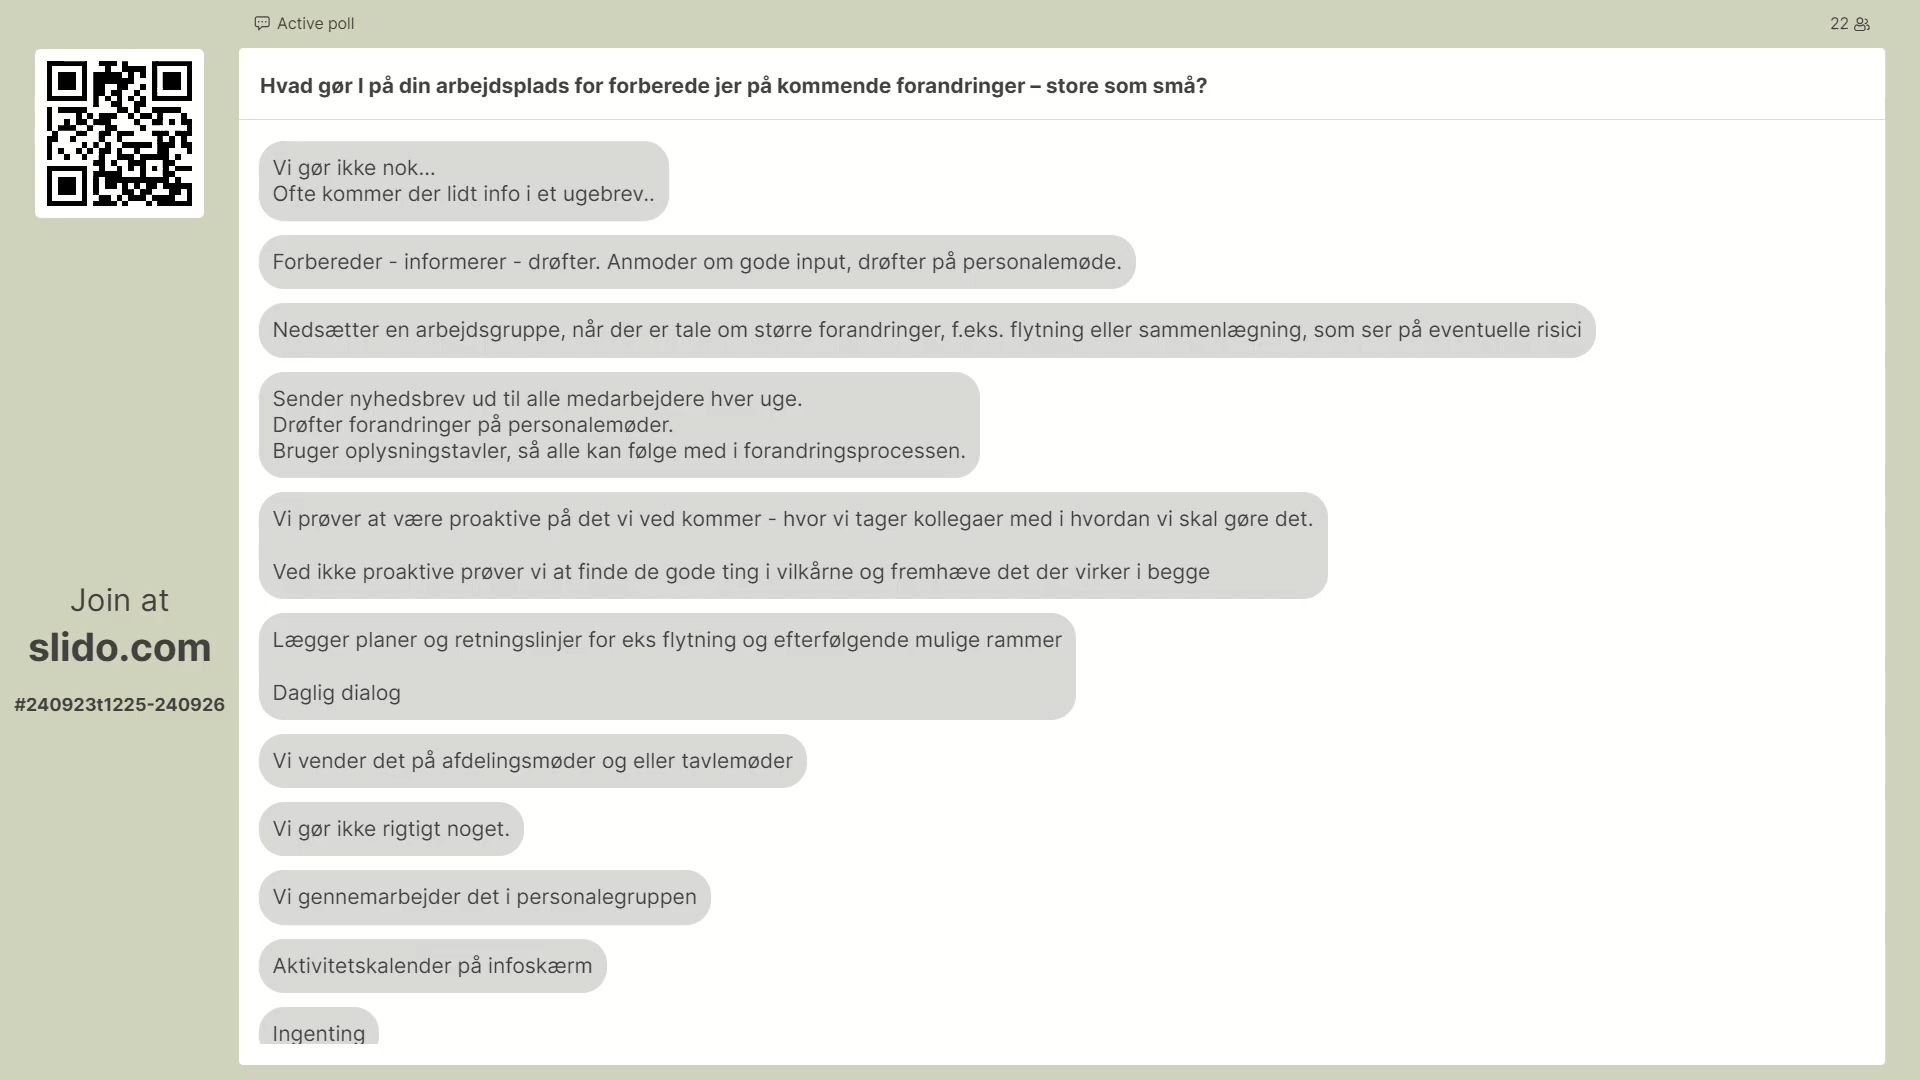 Active poll
22
Hvad gør I på din arbejdsplads for forberede jer på kommende forandringer – store som små?
Vi gør ikke nok...
Ofte kommer der lidt info i et ugebrev..
Forbereder - informerer - drøfter. Anmoder om gode input, drøfter på personalemøde.
Nedsætter en arbejdsgruppe, når der er tale om større forandringer, f.eks. flytning eller sammenlægning, som ser på eventuelle risici
Sender nyhedsbrev ud til alle medarbejdere hver uge.
Drøfter forandringer på personalemøder.
Bruger oplysningstavler, så alle kan følge med i forandringsprocessen.
Vi prøver at være proaktive på det vi ved kommer - hvor vi tager kollegaer med i hvordan vi skal gøre det.
Ved ikke proaktive prøver vi at finde de gode ting i vilkårne og fremhæve det der virker i begge
Lægger planer og retningslinjer for eks flytning og efterfølgende mulige rammer
Daglig dialog
Vi vender det på afdelingsmøder og eller tavlemøder
Vi gør ikke rigtigt noget.
Vi gennemarbejder det i personalegruppen
Aktivitetskalender på infoskærm
Ingenting
Join at
slido.com
#240923t1225-240926